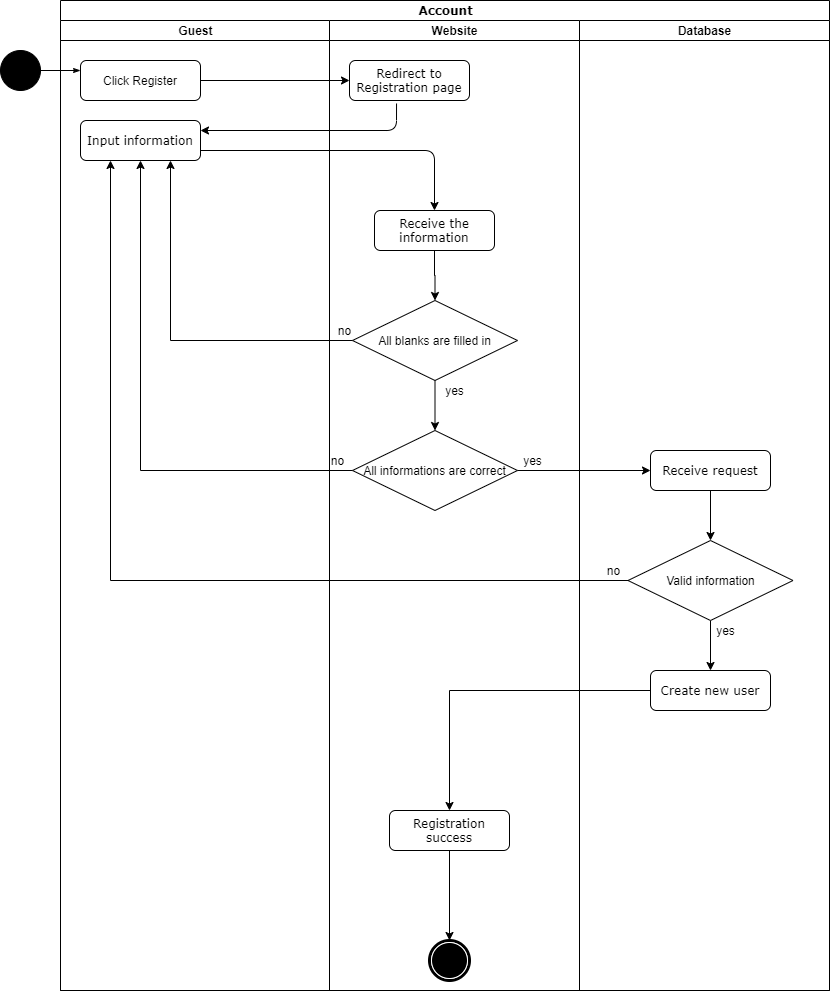 Account
Guest
Website
Database
Click Register
Redirect to
Registration page
Input information
Receive the
information
no
All blanks are filled in
yes
no
All informations are correct
yes
Receive request
no
Valid information
yes
Create new user
Registration
success